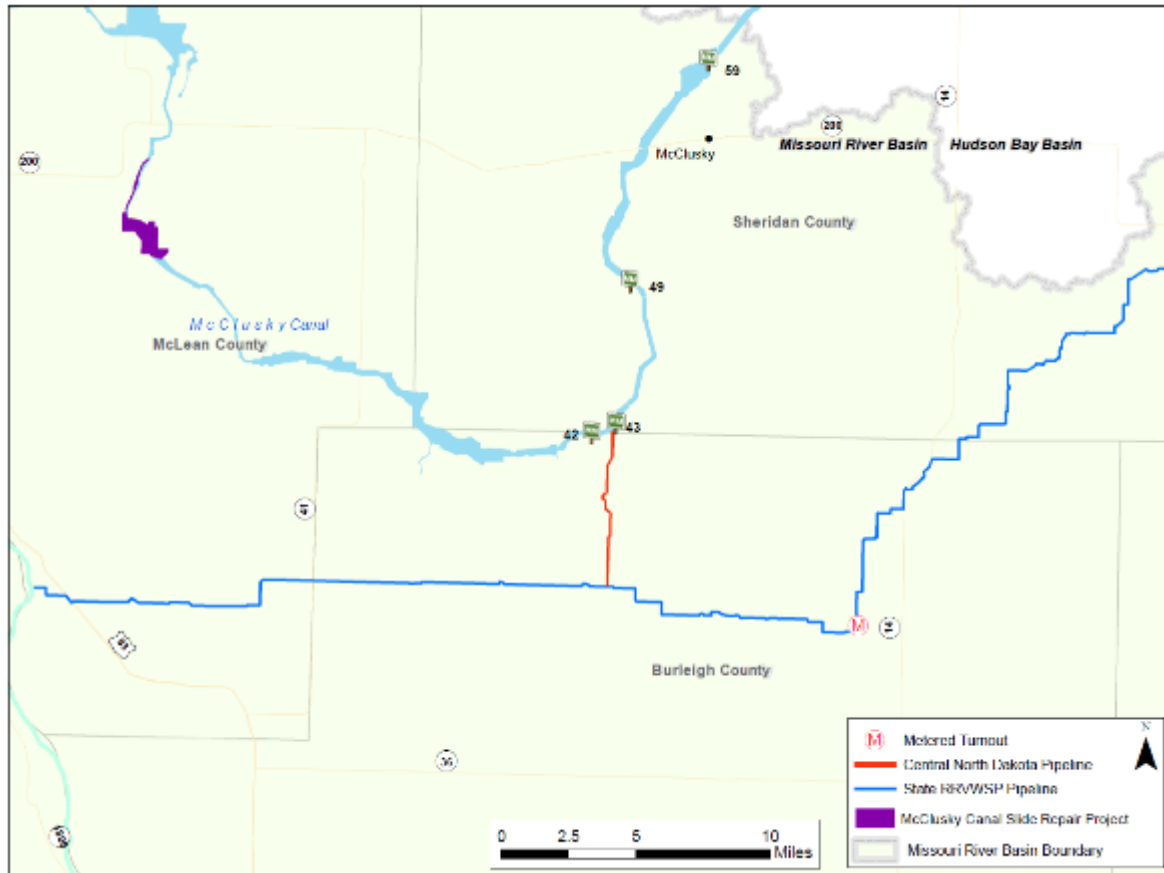 59
14
200
McClusky
200
Missouri River Basin
Hudson Bay Basin
Sheridan County
49
McClusky Canal
McLean County
42
43
41
83
M
14
Burleigh County
36
1804
M Metered Turnout
Central North Dakota Pipeline
State RRVWSP Pipeline
McClusky Canal Slide Repair Project
Missouri River Basin Boundary
N
0 2.5 5 10
Miles